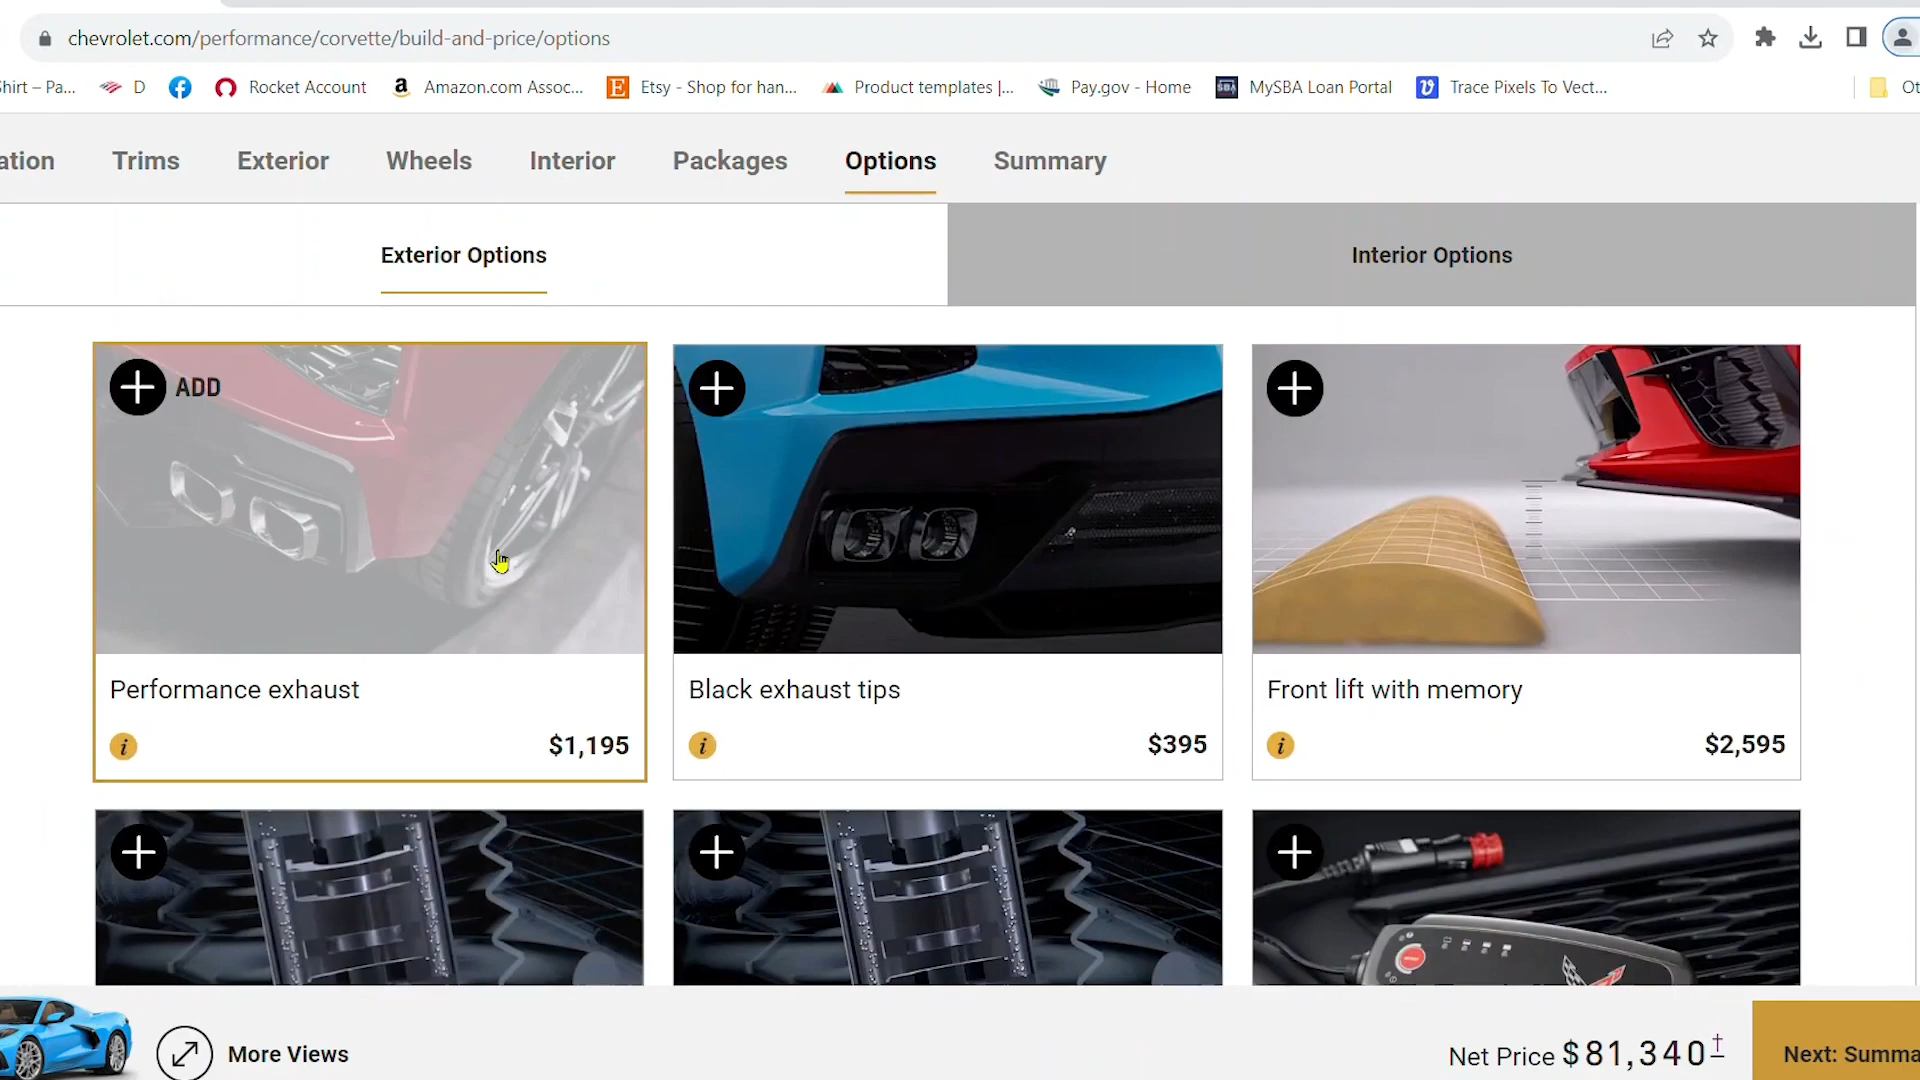 chevrolet.com/performance/corvette/build-and-price/options
hirt – Pa... D Rocket Account Amazon.com Assoc... Etsy - Shop for han... Product templates |... Pay.gov - Home MySBA Loan Portal Trace Pixels To Vect... Ot
ation Trims Exterior Wheels Interior Packages Options Summary
Exterior Options Interior Options
ADD
Performance exhaust Black exhaust tips Front lift with memory
i $1,195 i $395 i $2,595
More Views Net Price $81,340† Next: Summa